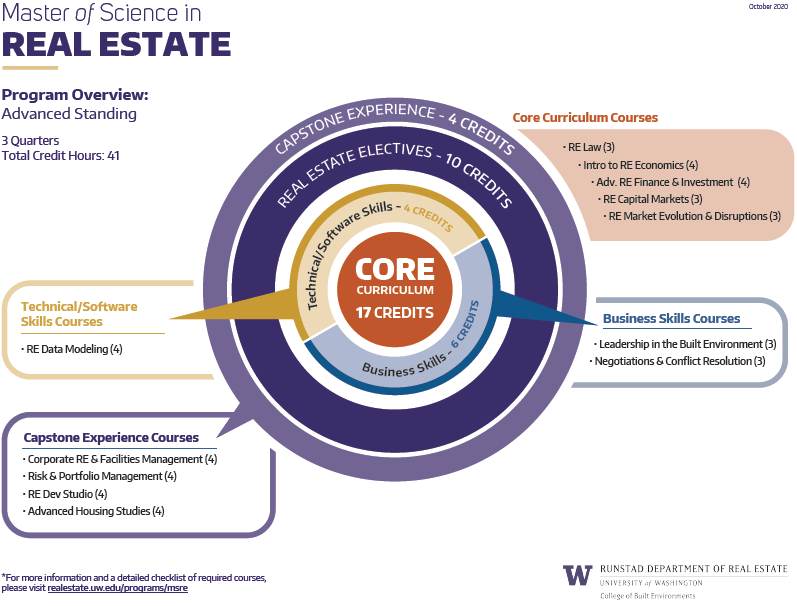 Master of Science in
REAL ESTATE
October 2020
Program Overview:
Advanced Standing
3 Quarters
Total Credit Hours: 41
CAPSTONE EXPERIENCE – 4 CREDITS
REAL ESTATE ELECTIVES – 10 CREDITS
Technical/Software Skills – 4 CREDITS
CORE
CURRICULUM
17 CREDITS
Business Skills – 6 CREDITS
Core Curriculum Courses
· RE Law (3)
· Intro to RE Economics (4)
· Adv. RE Finance & Investment (4)
· RE Capital Markets (3)
· RE Market Evolution & Disruptions (3)
Technical/Software
Skills Courses
· RE Data Modeling (4)
Business Skills Courses
· Leadership in the Built Environment (3)
· Negotiations & Conflict Resolution (3)
Capstone Experience Courses
· Corporate RE & Facilities Management (4)
· Risk & Portfolio Management (4)
· RE Dev Studio (4)
· Advanced Housing Studies (4)
*For more information and a detailed checklist of required courses,
please visit realestate.uw.edu/programs/msre
W
RUNSTAD DEPARTMENT OF REAL ESTATE
UNIVERSITY of WASHINGTON
College of Built Environments